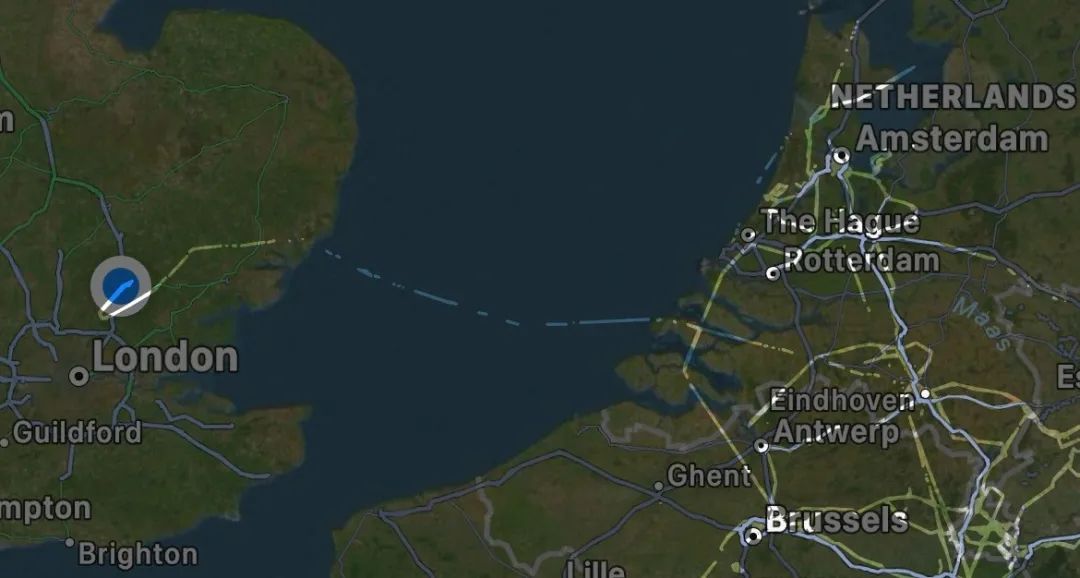 m
NETHERLANDS
Amsterdam
The Hague
Rotterdam
Maas
London
Es
Eindhoven
Antwerp
Guildford
Ghent
mpton
Brussels
Brighton
Lille